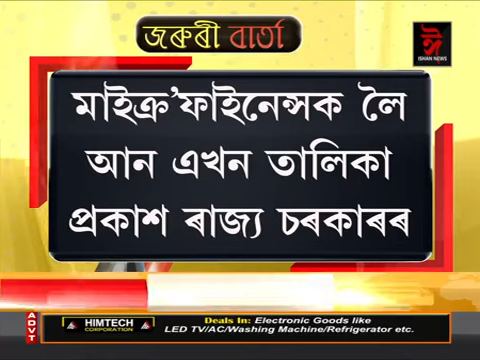 জৰুৰী বাৰ্তা
ঈ
ISHAN NEWS
মাইক্ৰ'ফাইনেন্সক লৈ
আন এখন তালিকা
প্ৰকাশ ৰাজ্য চৰকাৰৰ
ADVT
HIMTECH
CORPORATION
Deals In: Electronic Goods like
LED TV/AC/Washing Machine/Refrigerator etc.